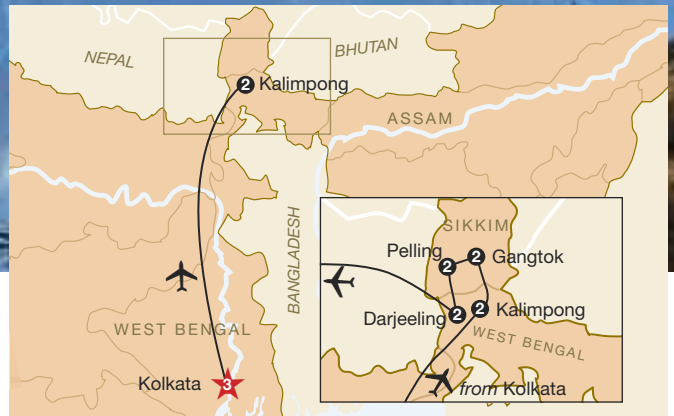 NEPAL
BHUTAN
2 Kalimpong
ASSAM
BANGLADESH
SIKKIM
Pelling 2
2 Gangtok
Darjeeling 2
2 Kalimpong
WEST BENGAL
WEST BENGAL
Kolkata 3
from Kolkata